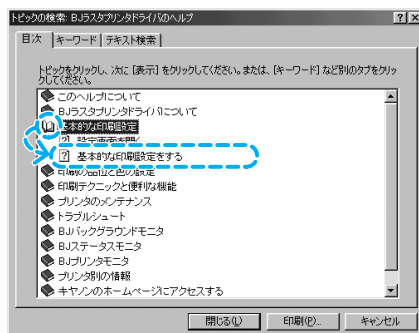 トピックの検索: BJラスタプリンタドライバのヘルプ
目次 キーワード テキスト検索
トピックをクリックし、次に [表示] をクリックしてください。または、[キーワード] など別のタブをクリッ
クしてください。
このヘルプについて
BJラスタプリンタドライバについて
基本的な印刷設定
設定画面を開く
基本的な印刷設定をする
印刷の品位と色の設定
印刷テクニックと便利な機能
プリンタのメンテナンス
トラブルシュート
BJバックグラウンドモニタ
BJステータスモニタ
BJプリンタモニタ
プリンタ別の情報
キヤノンのホームページにアクセスする
閉じる(L) 印刷(P)... キャンセル